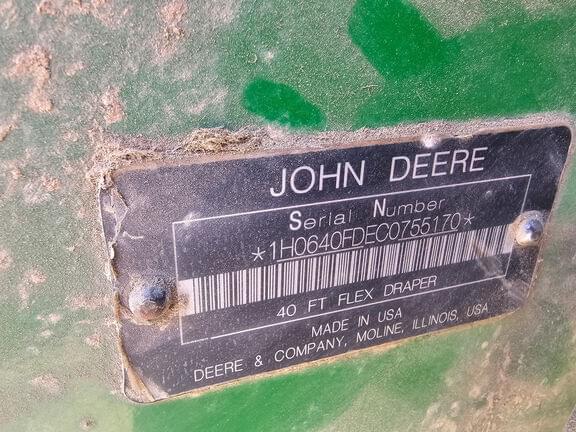 JOHN DEERE
Serial Number
*1H0640FDEC0755170*
40 FT FLEX DRAPER
MADE IN USA
DEERE & COMPANY, MOLINE, ILLINOIS, USA